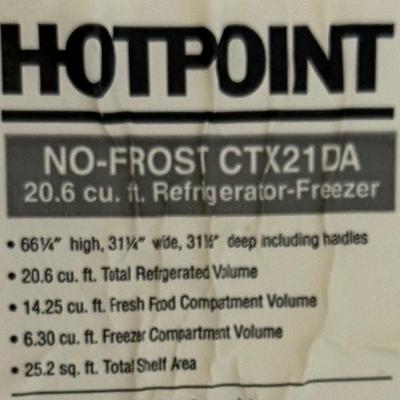 HOTPOINT
NO-FROST CTX21DA
20.6 cu. ft. Refrigerator-Freezer
• 66¼" high, 31¼" wide, 31½" deep including handles
• 20.6 cu. ft. Total Refrigerated Volume
• 14.25 cu. ft. Fresh Food Compartment Volume
• 6.30 cu. ft. Freezer Compartment Volume
• 25.2 sq. ft. Total Shelf Area